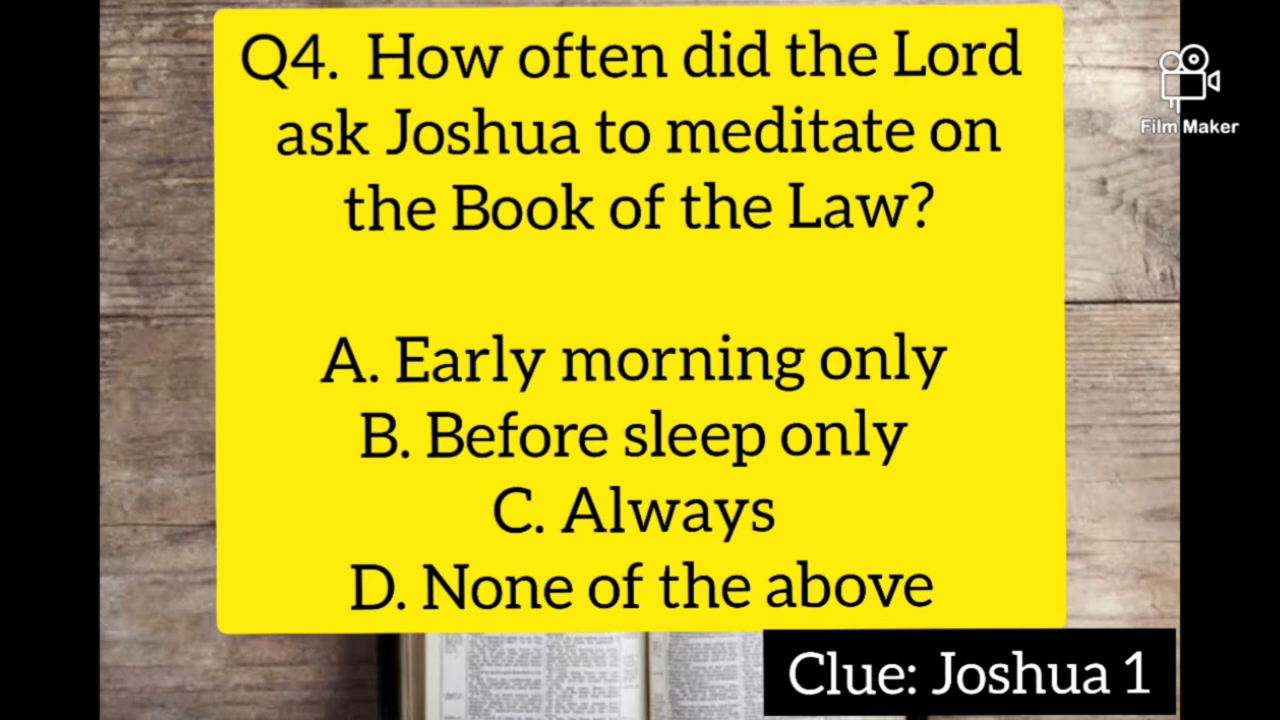 Q4. How often did the Lord
ask Joshua to meditate on
the Book of the Law?
A. Early morning only
B. Before sleep only
C. Always
D. None of the above
Clue: Joshua 1
Film Maker